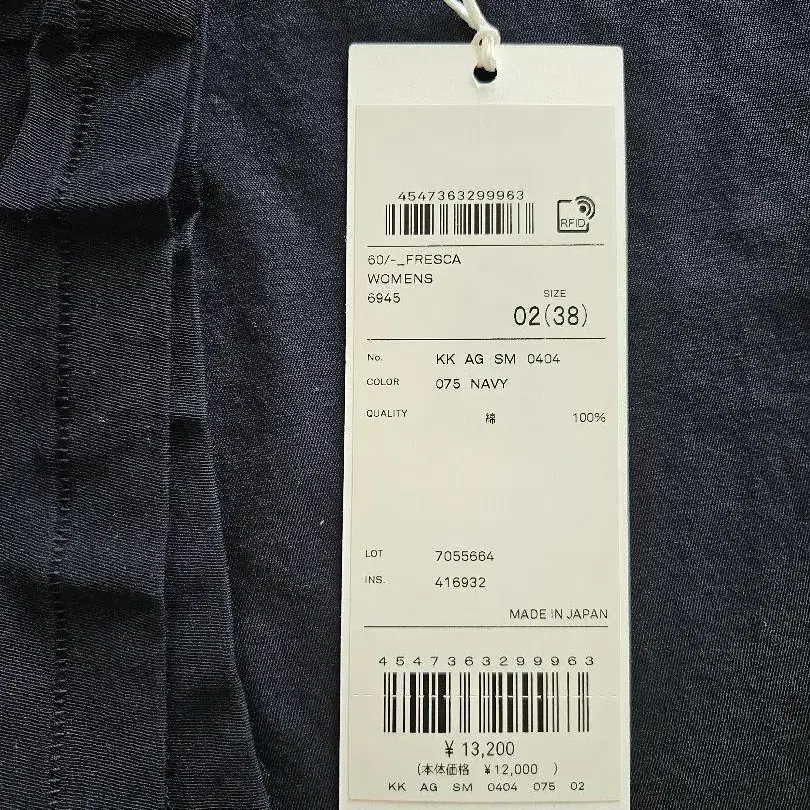 4547363299963
RFID
60/-_FRESCA
WOMENS
6945
SIZE
02(38)
No. KK AG SM 0404
COLOR 075 NAVY
QUALITY 綿 100%
LOT 7055664
INS. 416932
MADE IN JAPAN
4547363299963
¥ 13,200
(本体価格 ¥12,000 )
KK AG SM 0404 075 02